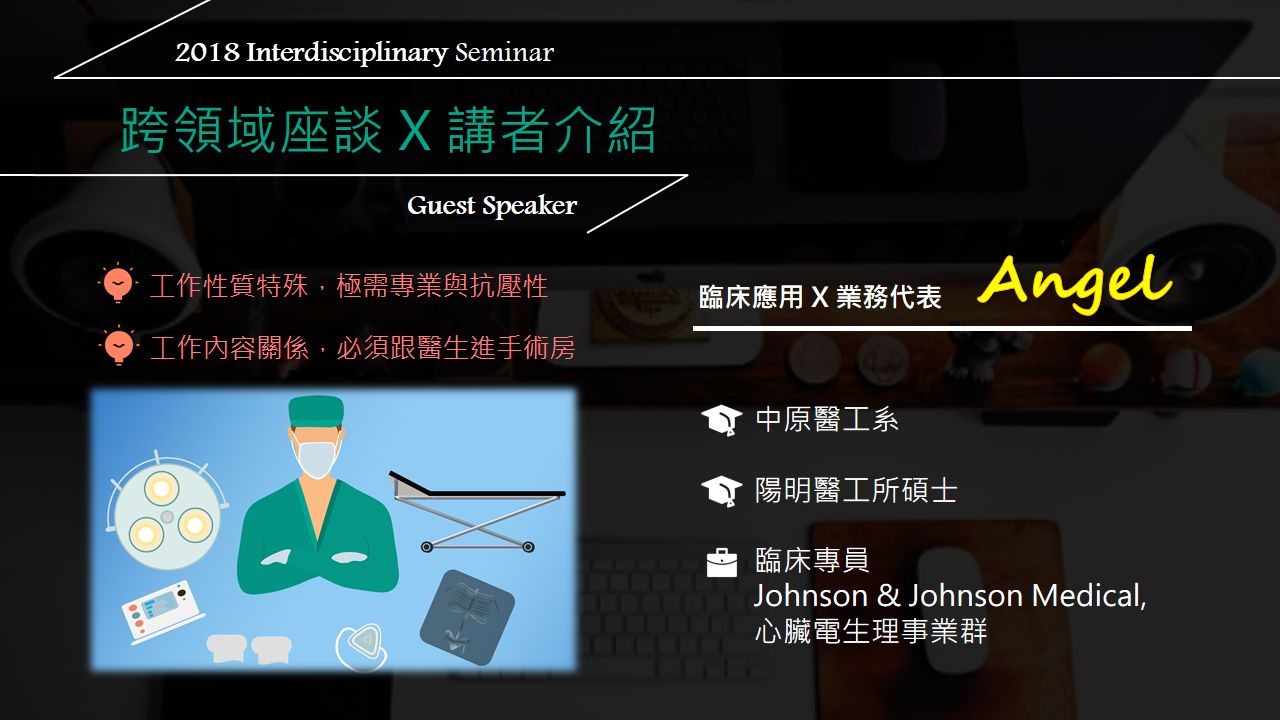 2018 Interdisciplinary Seminar
跨領域座談 X 講者介紹
Guest Speaker
工作性質特殊，極需專業與抗壓性
工作內容關係，必須跟醫生進手術房
臨床應用 X 業務代表 Angel
中原醫工系
陽明醫工所碩士
臨床專員
Johnson & Johnson Medical,
心臟電生理事業群